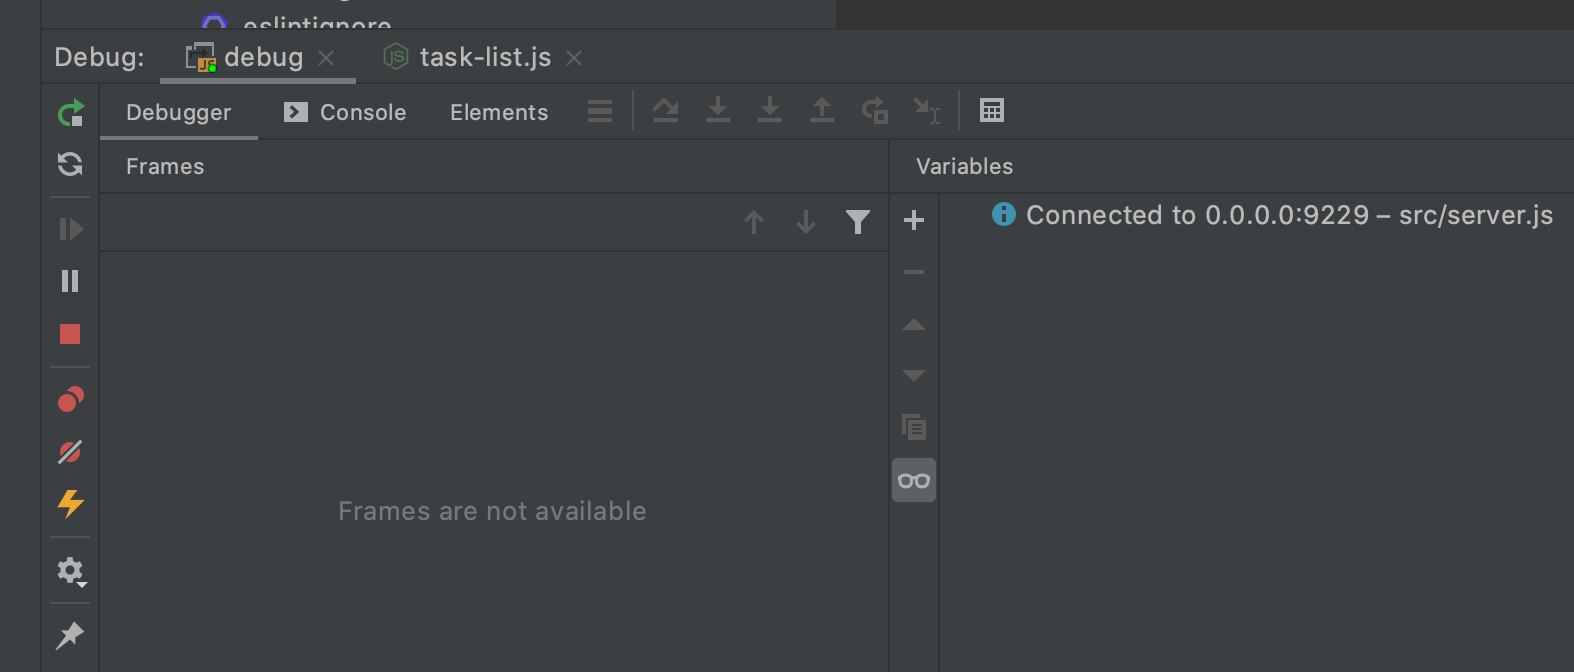 eslintignore
Debug: debug task-list.js
Debugger Console Elements
Frames
Variables
Connected to 0.0.0.0:9229 – src/server.js
Frames are not available